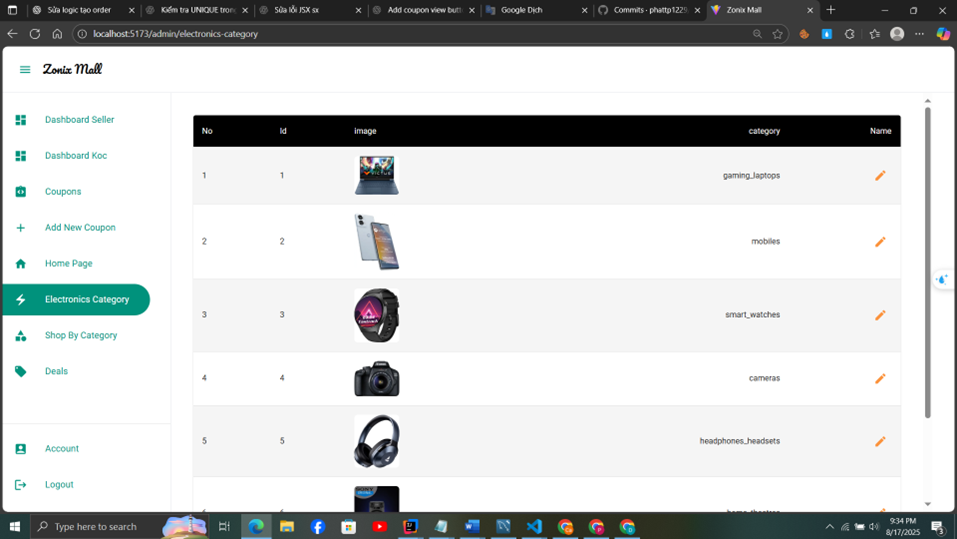 Sửa logic tạo order
Kiểm tra UNIQUE tron
Sửa lỗi JSX sx
Add coupon view butt
Google Dịch
Commits · phattp1229
Zonix Mall
localhost:5173/admin/electronics-category
Zonix Mall
Dashboard Seller
Dashboard Koc
Coupons
Add New Coupon
Home Page
Electronics Category
Shop By Category
Deals
Account
Logout
No Id image category Name
1 1 gaming_laptops
2 2 mobiles
3 3 smart_watches
4 4 cameras
5 5 headphones_headsets
Type here to search
9:34 PM
8/17/2025
3